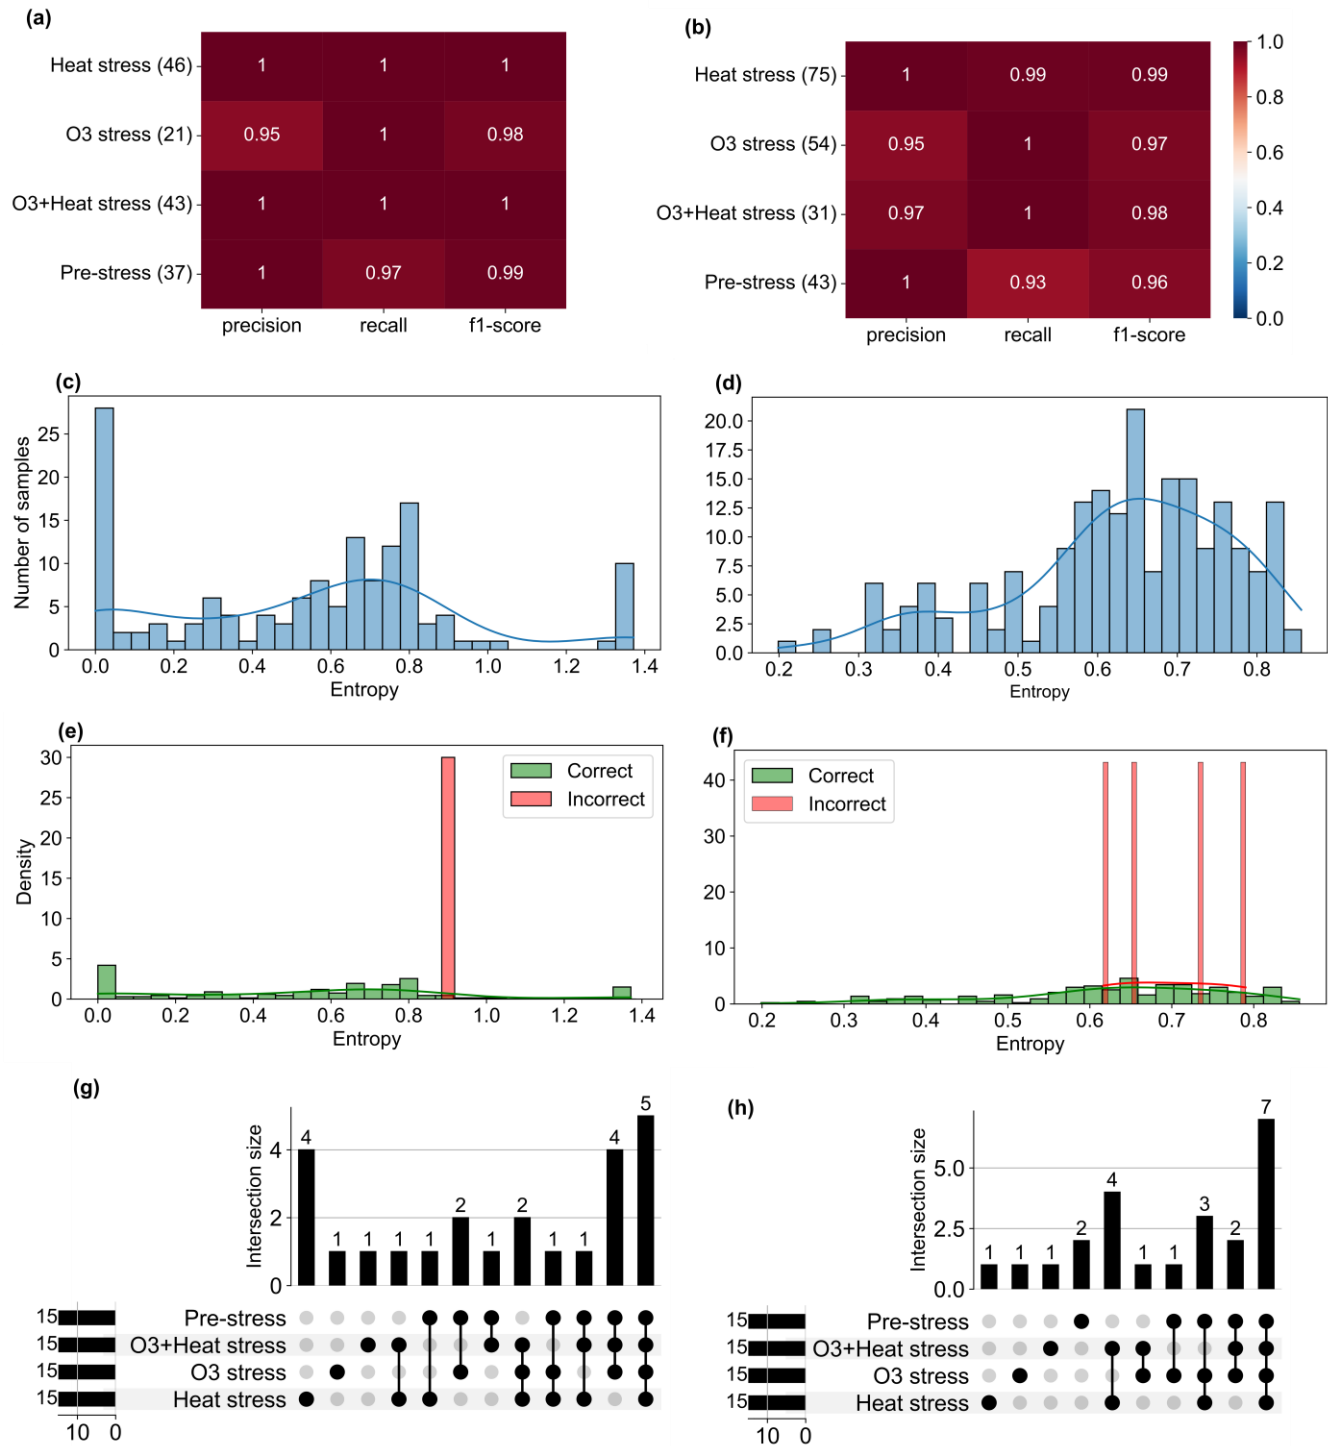 (a)
Heat stress (46) 1 1 1
O3 stress (21) 0.95 1 0.98
O3+Heat stress (43) 1 1 1
Pre-stress (37) 1 0.97 0.99
precision recall f1-score
(b)
Heat stress (75) 1 0.99 0.99
O3 stress (54) 0.95 1 0.97
O3+Heat stress (31) 0.97 1 0.98
Pre-stress (43) 1 0.93 0.96
precision recall f1-score
1.0
0.8
0.6
0.4
0.2
0.0
(c)
Number of samples
25
20
15
10
5
0
0.0 0.2 0.4 0.6 0.8 1.0 1.2 1.4
Entropy
(d)
20.0
17.5
15.0
12.5
10.0
7.5
5.0
2.5
0.0
0.2 0.3 0.4 0.5 0.6 0.7 0.8
Entropy
(e)
Density
30
25
20
15
10
5
0
Correct
Incorrect
0.0 0.2 0.4 0.6 0.8 1.0 1.2 1.4
Entropy
(f)
40
30
20
10
0
Correct
Incorrect
0.2 0.3 0.4 0.5 0.6 0.7 0.8
Entropy
(g)
Intersection size
4
2
0
4 1 1 1 1 2 1 2 1 1 4 5
15 Pre-stress
15 O3+Heat stress
15 O3 stress
15 Heat stress
10 0
(h)
Intersection size
5.0
2.5
0.0
1 1 1 2 4 1 1 3 2 7
15 Pre-stress
15 O3+Heat stress
15 O3 stress
15 Heat stress
10 0